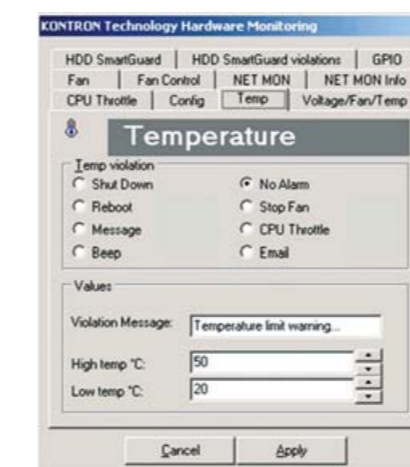 KONTRON Technology Hardware Monitoring
HDD SmartGuard HDD SmartGuard violations GPIO
Fan Fan Control NET MON NET MON Info
CPU Throttle Config Temp Voltage/Fan/Temp
Temperature
Temp violation
Shut Down No Alarm
Reboot Stop Fan
Message CPU Throttle
Beep Email
Values
Violation Message: Temperature limit warning...
High temp °C: 50
Low temp °C: 20
Cancel Apply